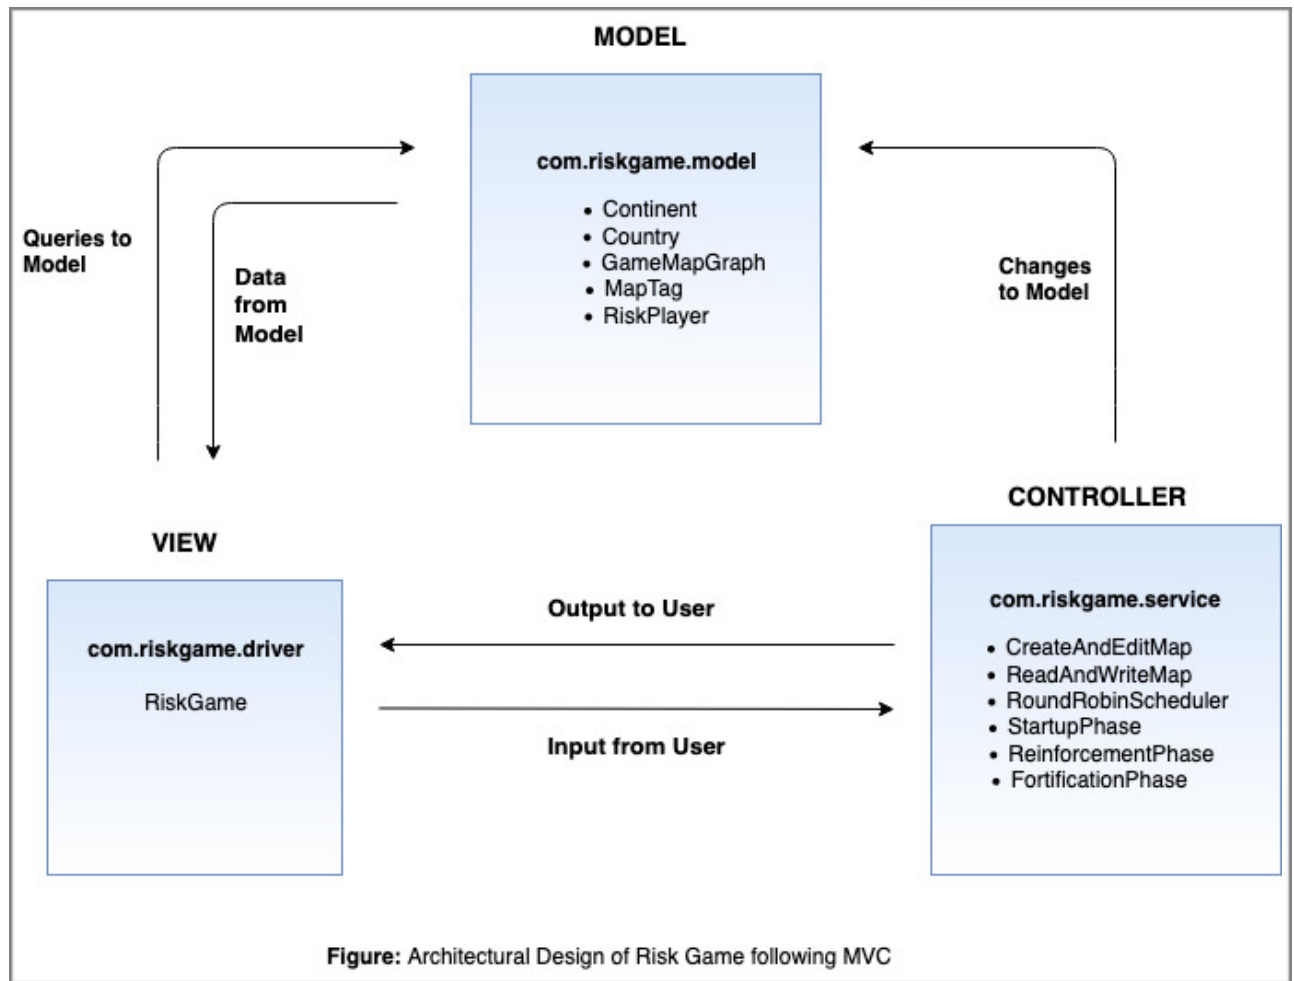 MODEL
com.riskgame.model
• Continent
• Country
• GameMapGraph
• MapTag
• RiskPlayer
Queries to
Model
Data
from
Model
Changes
to Model
VIEW
com.riskgame.driver
RiskGame
Output to User
Input from User
CONTROLLER
com.riskgame.service
• CreateAndEditMap
• ReadAndWriteMap
• RoundRobinScheduler
• StartupPhase
• ReinforcementPhase
• FortificationPhase
Figure: Architectural Design of Risk Game following MVC